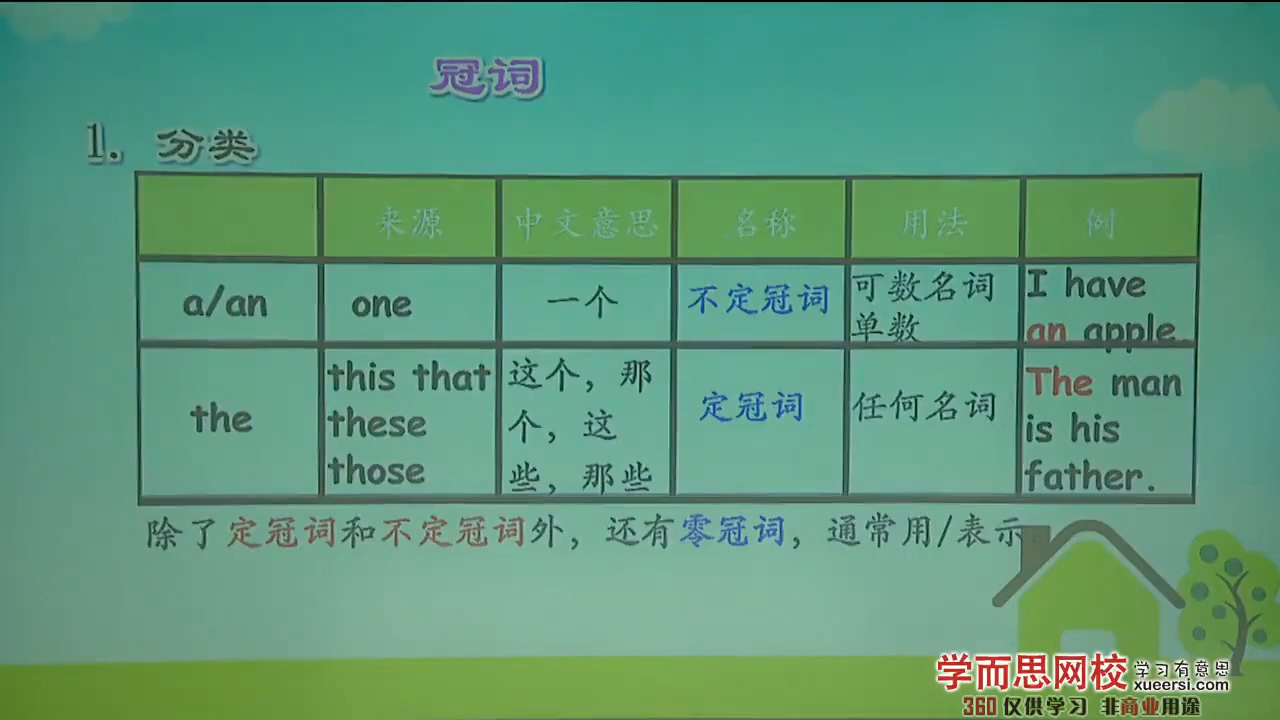 冠词
1. 分类
来源 中文意思 名称 用法 例
a/an one 一个 不定冠词 可数名词
单数 I have
an apple.
the this that
these
those 这个，那
个，这
些，那些 定冠词 任何名词 The man
is his
father.
除了定冠词和不定冠词外，还有零冠词，通常用/表示。
学而思网校 学习有意思
xueersi.com
360仅供学习 非商业用途